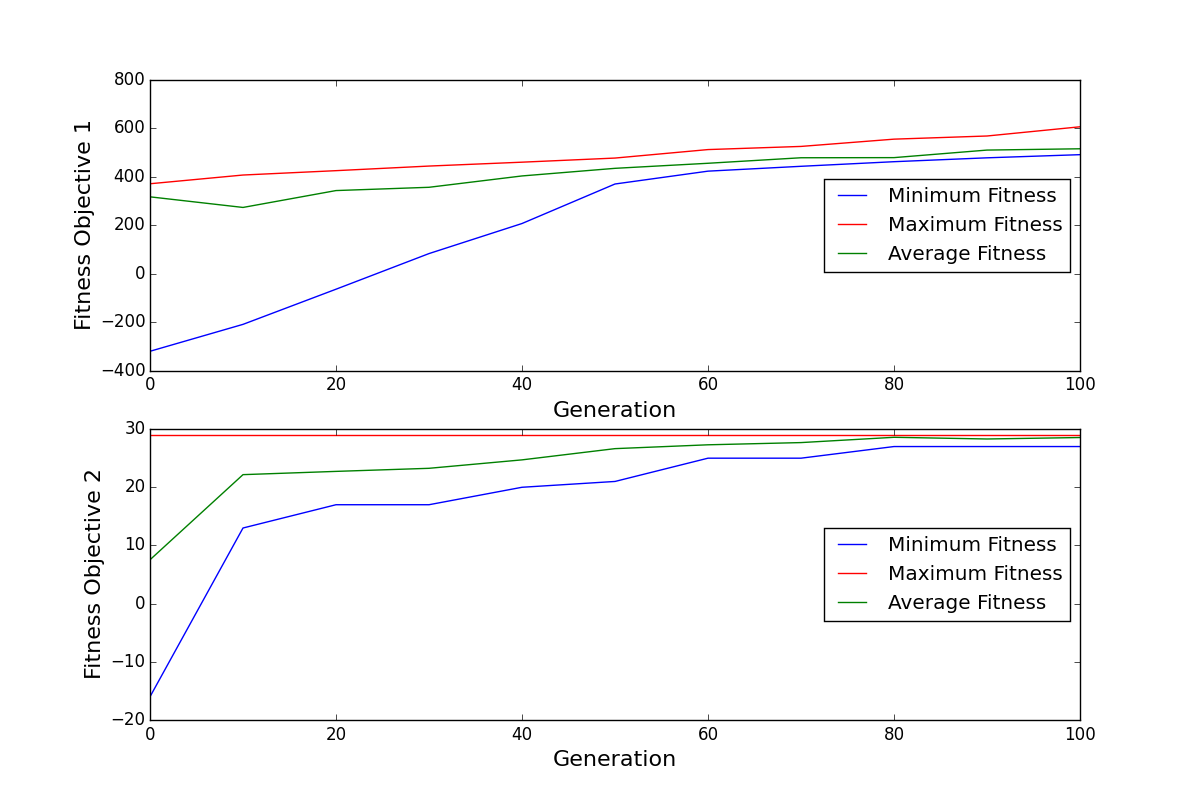 800
600
400
200
0
−200
−400
Fitness Objective 1
Minimum Fitness
Maximum Fitness
Average Fitness
0 20 40 60 80 100
Generation
30
20
10
0
−10
−20
Fitness Objective 2
Minimum Fitness
Maximum Fitness
Average Fitness
0 20 40 60 80 100
Generation